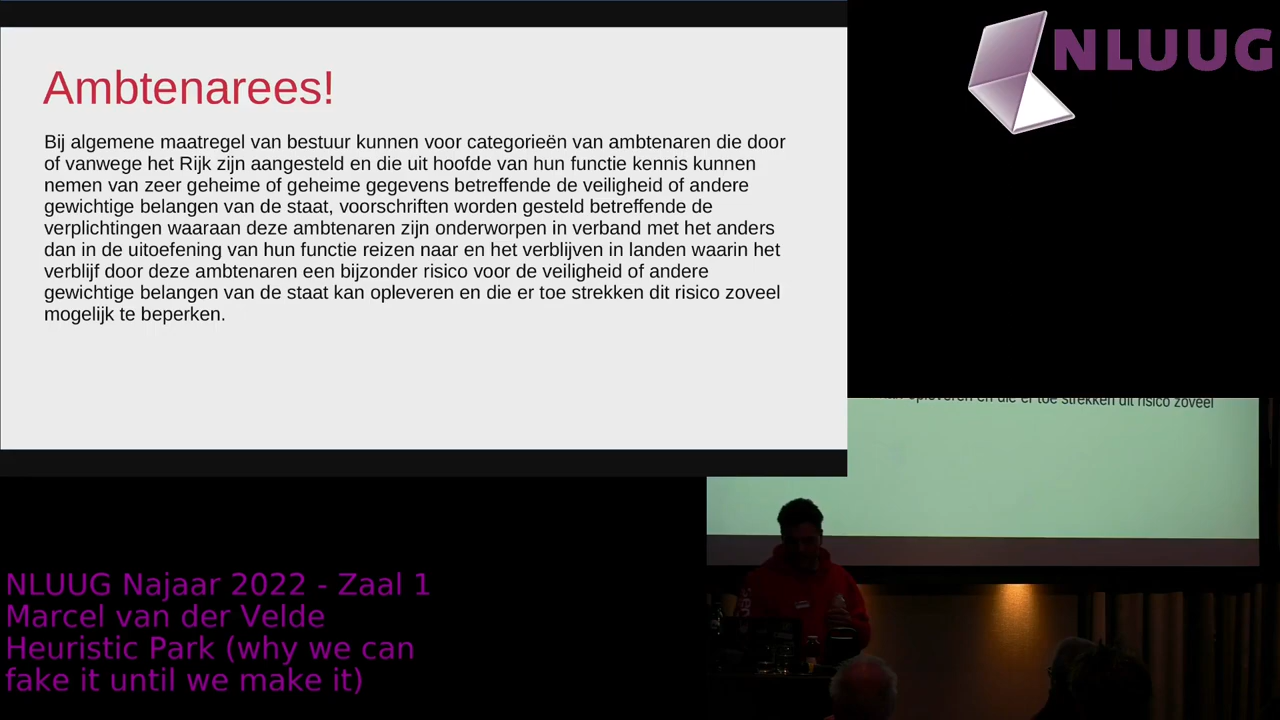 NLUUG
Ambtenarees!
Bij algemene maatregel van bestuur kunnen voor categorieën van ambtenaren die door
of vanwege het Rijk zijn aangesteld en die uit hoofde van hun functie kennis kunnen
nemen van zeer geheime of geheime gegevens betreffende de veiligheid of andere
gewichtige belangen van de staat, voorschriften worden gesteld betreffende de
verplichtingen waaraan deze ambtenaren zijn onderworpen in verband met het anders
dan in de uitoefening van hun functie reizen naar en het verblijven in landen waarin het
verblijf door deze ambtenaren een bijzonder risico voor de veiligheid of andere
gewichtige belangen van de staat kan opleveren en die er toe strekken dit risico zoveel
mogelijk te beperken.
opleveren en die er toe strekken dit risico zoveel
NLUUG Najaar 2022 - Zaal 1
Marcel van der Velde
Heuristic Park (why we can
fake it until we make it)